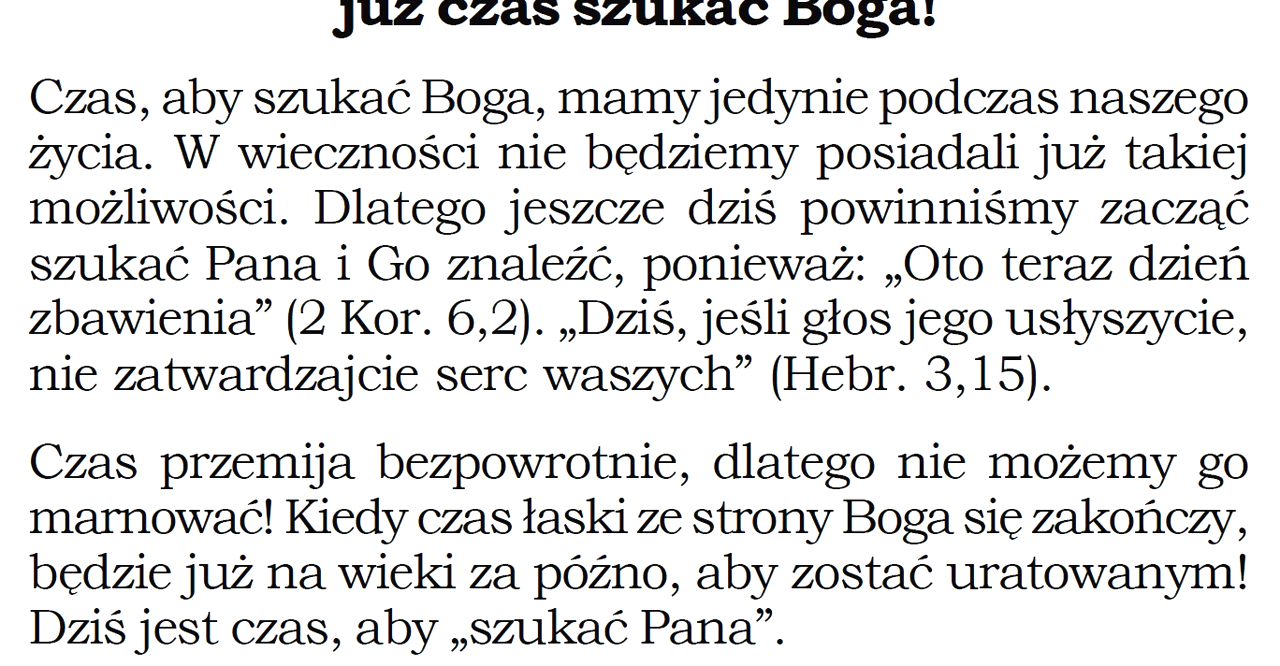 już czas szukać Boga!
Czas, aby szukać Boga, mamy jedynie podczas naszego
życia. W wieczności nie będziemy posiadali już takiej
możliwości. Dlatego jeszcze dziś powinniśmy zacząć
szukać Pana i Go znaleźć, ponieważ: „Oto teraz dzień
zbawienia” (2 Kor. 6,2). „Dziś, jeśli głos jego usłyszycie,
nie zatwardzajcie serc waszych” (Hebr. 3,15).
Czas przemija bezpowrotnie, dlatego nie możemy go
marnować! Kiedy czas łaski ze strony Boga się zakończy,
będzie już na wieki za późno, aby zostać uratowanym!
Dziś jest czas, aby „szukać Pana”.